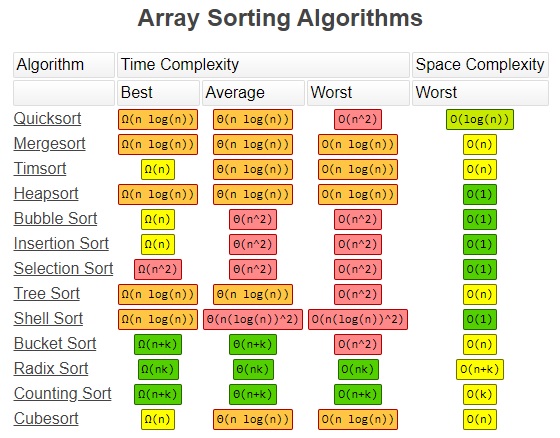 Array Sorting Algorithms
Algorithm Time Complexity Space Complexity
Best Average Worst Worst
Quicksort Ω(n log(n)) Θ(n log(n)) O(n^2) O(log(n))
Mergesort Ω(n log(n)) Θ(n log(n)) O(n log(n)) O(n)
Timsort Ω(n) Θ(n log(n)) O(n log(n)) O(n)
Heapsort Ω(n log(n)) Θ(n log(n)) O(n log(n)) O(1)
Bubble Sort Ω(n) Θ(n^2) O(n^2) O(1)
Insertion Sort Ω(n) Θ(n^2) O(n^2) O(1)
Selection Sort Ω(n^2) Θ(n^2) O(n^2) O(1)
Tree Sort Ω(n log(n)) Θ(n log(n)) O(n^2) O(n)
Shell Sort Ω(n log(n)) Θ(n(log(n))^2) O(n(log(n))^2) O(1)
Bucket Sort Ω(n+k) Θ(n+k) O(n^2) O(n)
Radix Sort Ω(nk) Θ(nk) O(nk) O(n+k)
Counting Sort Ω(n+k) Θ(n+k) O(n+k) O(k)
Cubesort Ω(n) Θ(n log(n)) O(n log(n)) O(n)